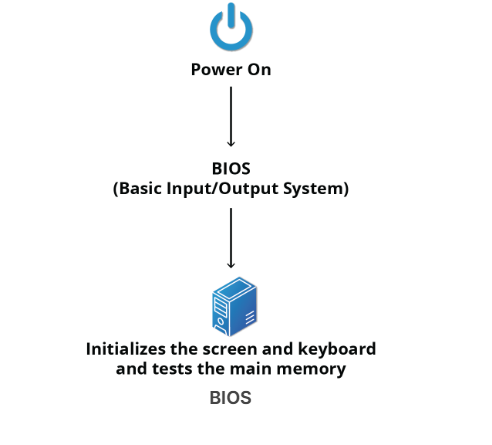 Power On
BIOS
(Basic Input/Output System)
Initializes the screen and keyboard
and tests the main memory
BIOS